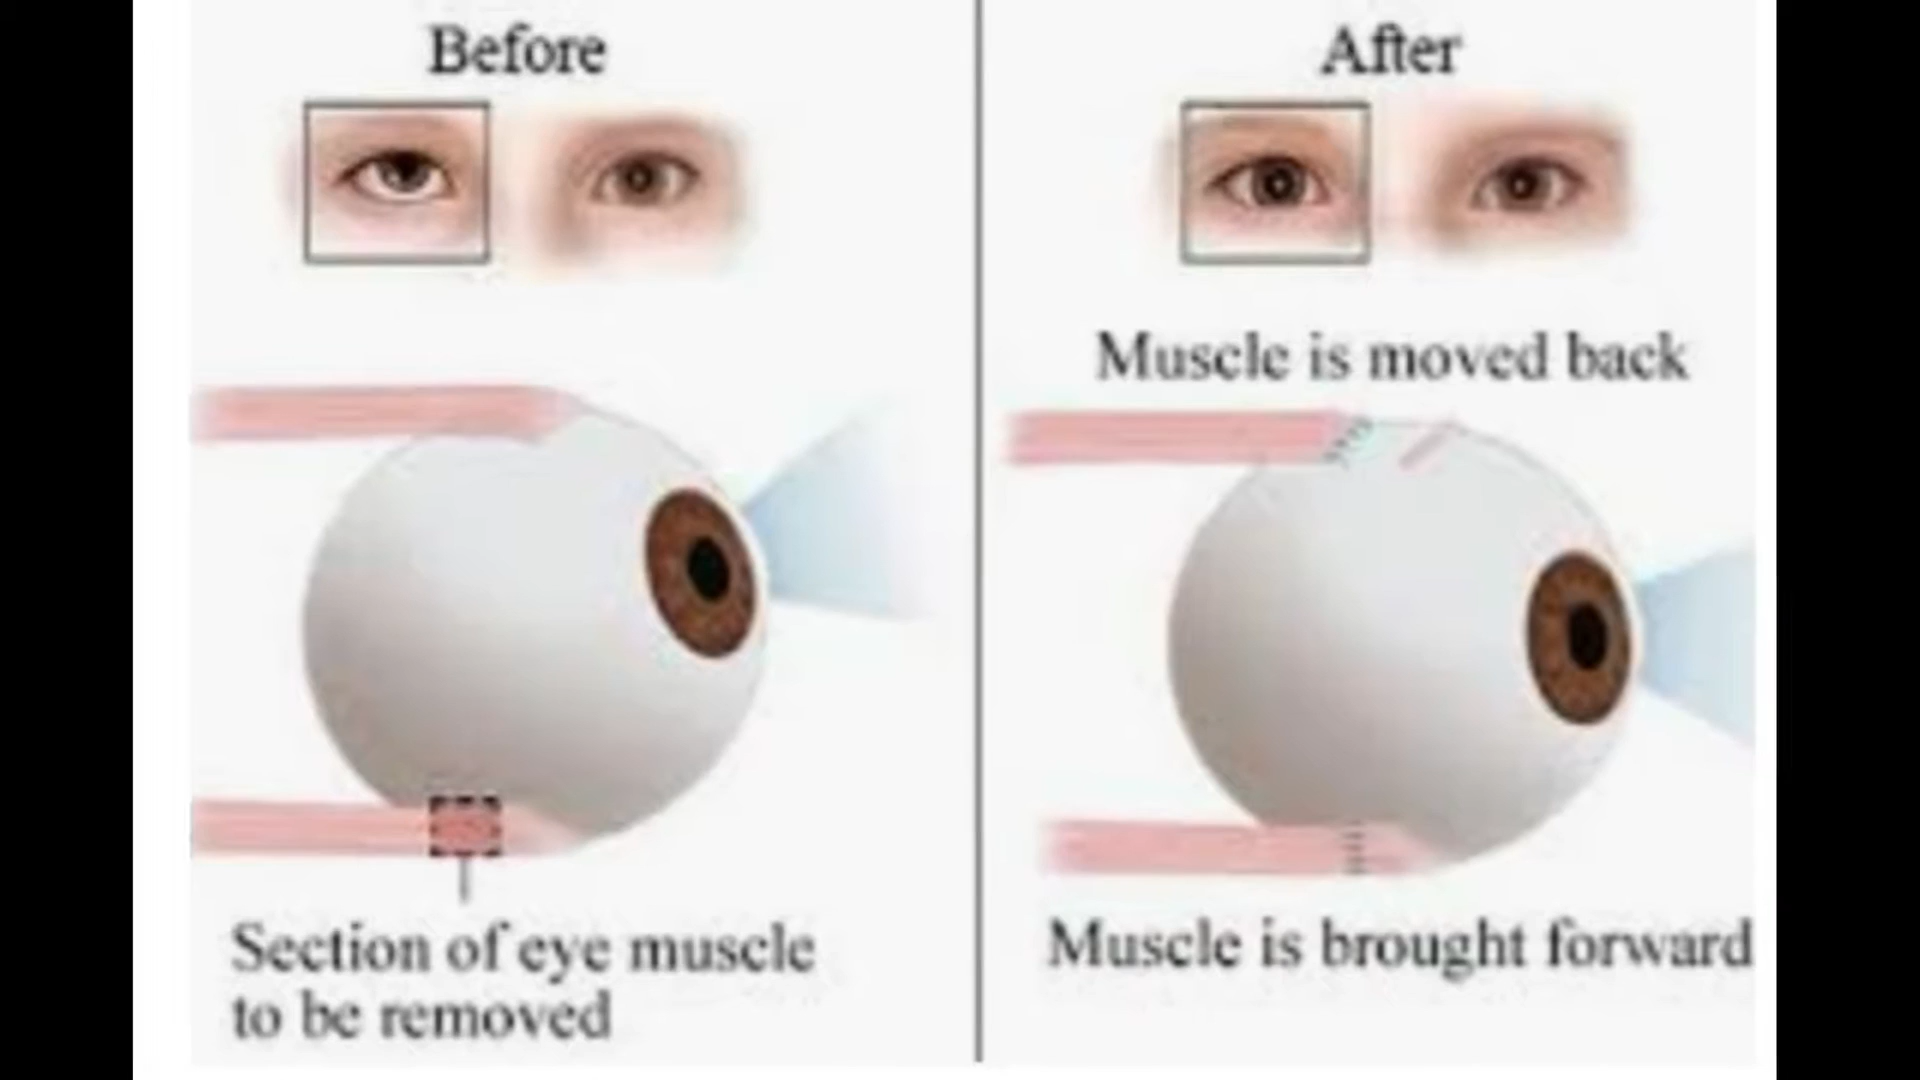 Before
Section of eye muscle
to be removed
After
Muscle is moved back
Muscle is brought forward